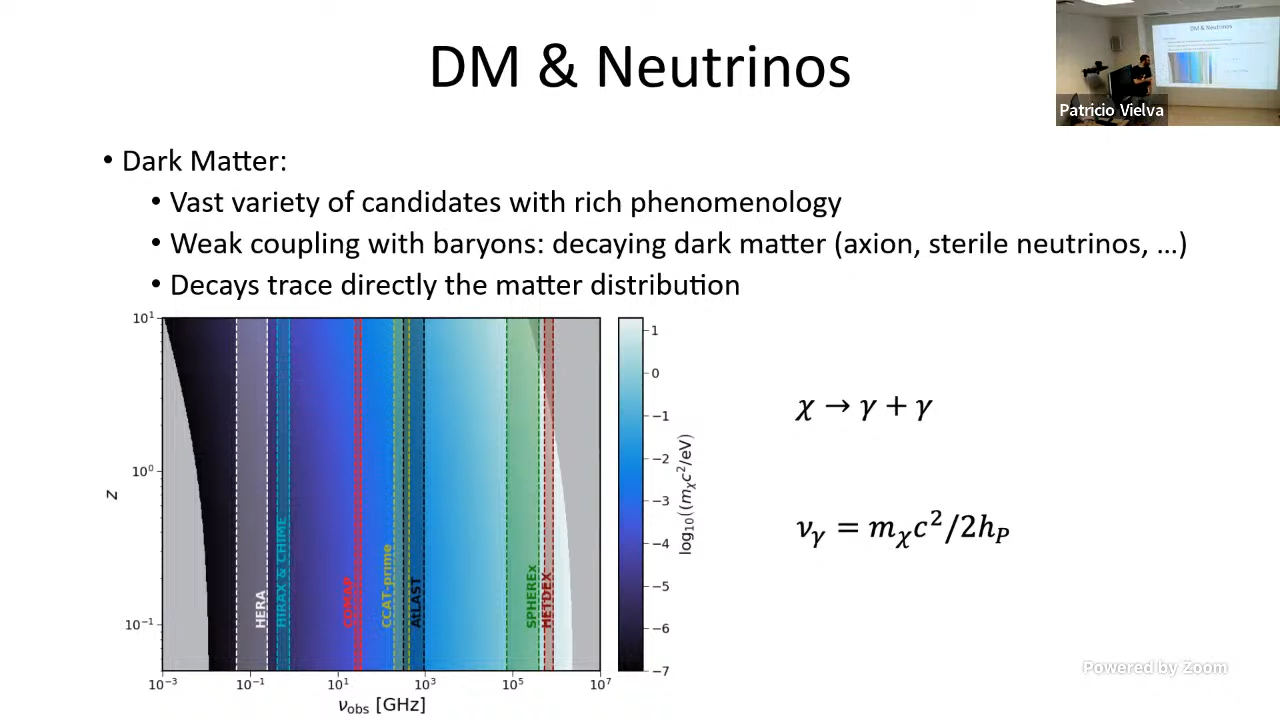 DM & Neutrinos
Patricio Vielva
• Dark Matter:
• Vast variety of candidates with rich phenomenology
• Weak coupling with baryons: decaying dark matter (axion, sterile neutrinos, ...)
• Decays trace directly the matter distribution
10¹
10⁰
10⁻¹
z
HERA
HIRAX & CHIME
COMAP
CCAT-prime
AtLAST
SPHEREx
HETDEX
10⁻³
10⁻¹
10¹
10³
10⁵
10⁷
ν_obs [GHz]
1
0
−1
−2
−3
−4
−5
−6
−7
log₁₀((m_χc²/eV)
χ → γ + γ
ν_γ = m_χc²/2h_P
Powered by Zoom